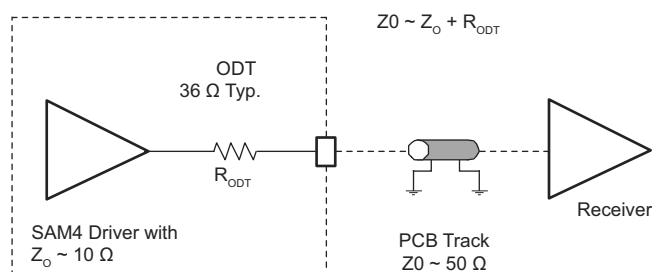 Z0 ~ Z_O + R_ODT
ODT
36 Ω Typ.
R_ODT
Receiver
SAM4 Driver with
Z_O ~ 10 Ω
PCB Track
Z0 ~ 50 Ω